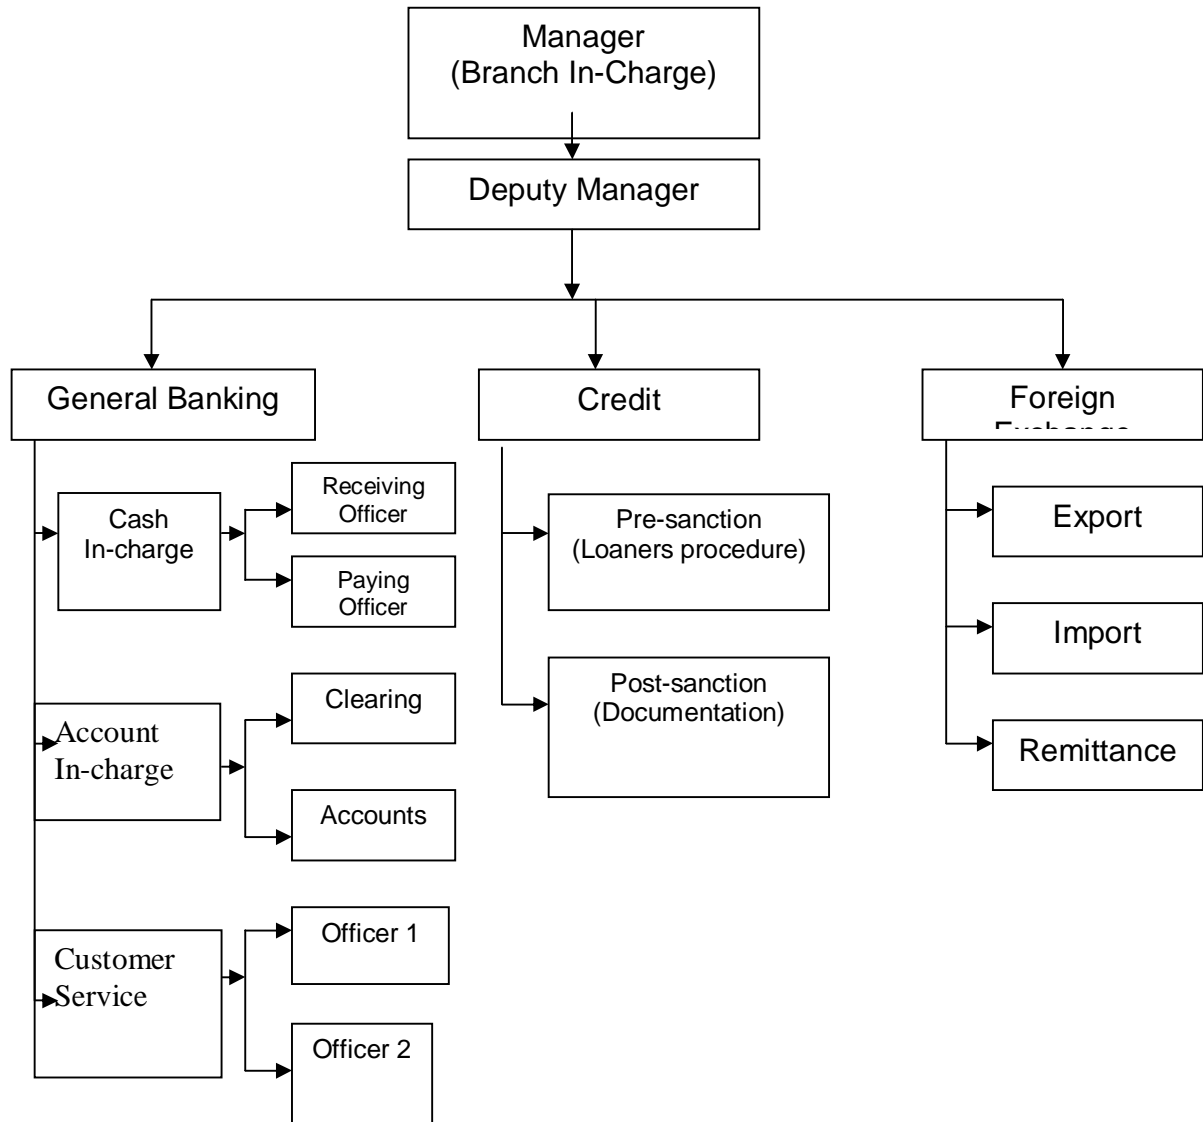 Manager
(Branch In-Charge)
Deputy Manager
General Banking
Credit
Foreign
Exchange
Cash
In-charge
Receiving
Officer
Paying
Officer
Account
In-charge
Clearing
Accounts
Customer
Service
Officer 1
Officer 2
Pre-sanction
(Loaners procedure)
Post-sanction
(Documentation)
Export
Import
Remittance